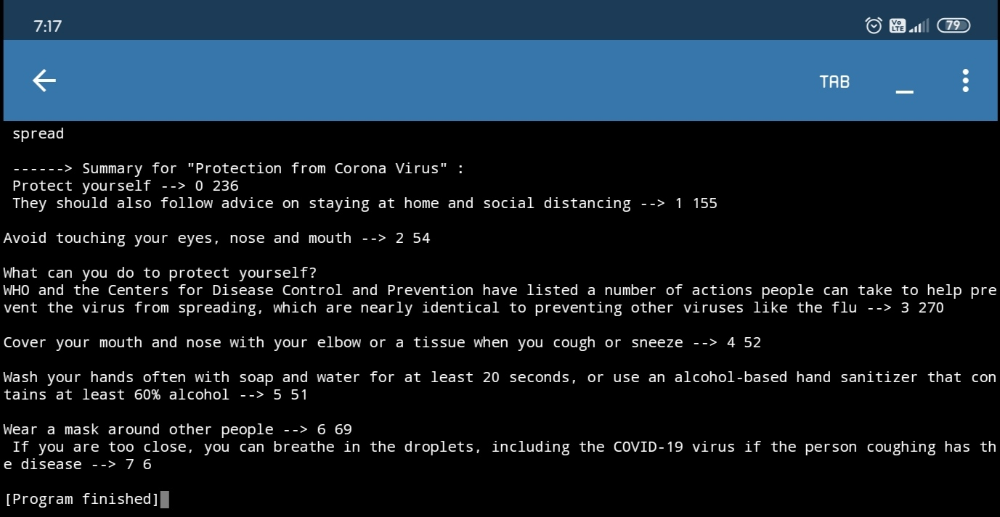 7:17
Vo LTE 79
TAB
spread
------> Summary for "Protection from Corona Virus" :
Protect yourself --> 0 236
They should also follow advice on staying at home and social distancing --> 1 155
Avoid touching your eyes, nose and mouth --> 2 54
What can you do to protect yourself?
WHO and the Centers for Disease Control and Prevention have listed a number of actions people can take to help pre
vent the virus from spreading, which are nearly identical to preventing other viruses like the flu --> 3 270
Cover your mouth and nose with your elbow or a tissue when you cough or sneeze --> 4 52
Wash your hands often with soap and water for at least 20 seconds, or use an alcohol-based hand sanitizer that con
tains at least 60% alcohol --> 5 51
Wear a mask around other people --> 6 69
If you are too close, you can breathe in the droplets, including the COVID-19 virus if the person coughing has th
e disease --> 7 6
[Program finished]